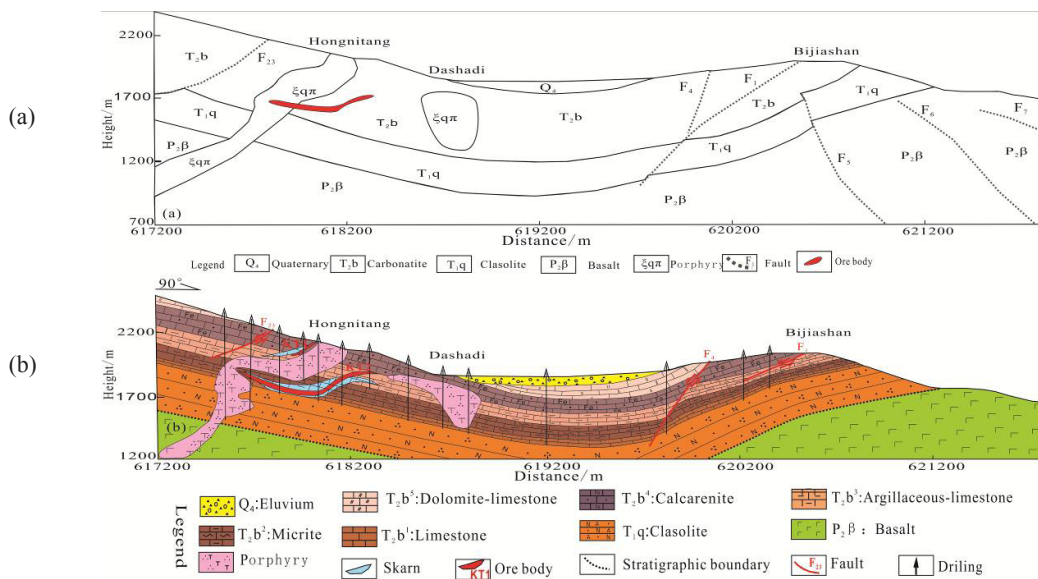 (a)
Height/m
2200
1700
1200
700
Hongnitang
Dashadi
Bijiashan
T₂b
F₂₃
ξqπ
T₁q
P₂β
ξqπ
T₂b
ξqπ
Q₄
T₂b
T₁q
P₂β
F₄
F₁
T₂b
T₁q
T₁q
P₂β
F₅
F₆
P₂β
F₇
P₂β
(a)
617200 618200 619200 620200 621200
Distance/m
Legend Q₄ Quaternary T₂b Carbonatite T₁q Clasolite P₂β Basalt ξqπ Porphyry Fault Ore body
(b)
90°
Height/m
2200
1700
1200
F₂₃
Hongnitang
Dashadi
Bijiashan
F₄
F₁
(b)
617200 618200 619200 620200 621200
Distance/m
Legend
Q₄:Eluvium T₂b⁵:Dolomite-limestone T₂b⁴:Calcarenite T₂b³:Argillaceous-limestone
T₂b²:Micrite T₂b¹:Limestone T₁q:Clasolite P₂β : Basalt
Porphyry Skarn KT1 Ore body Stratigraphic boundary F₂₃ Fault Driling